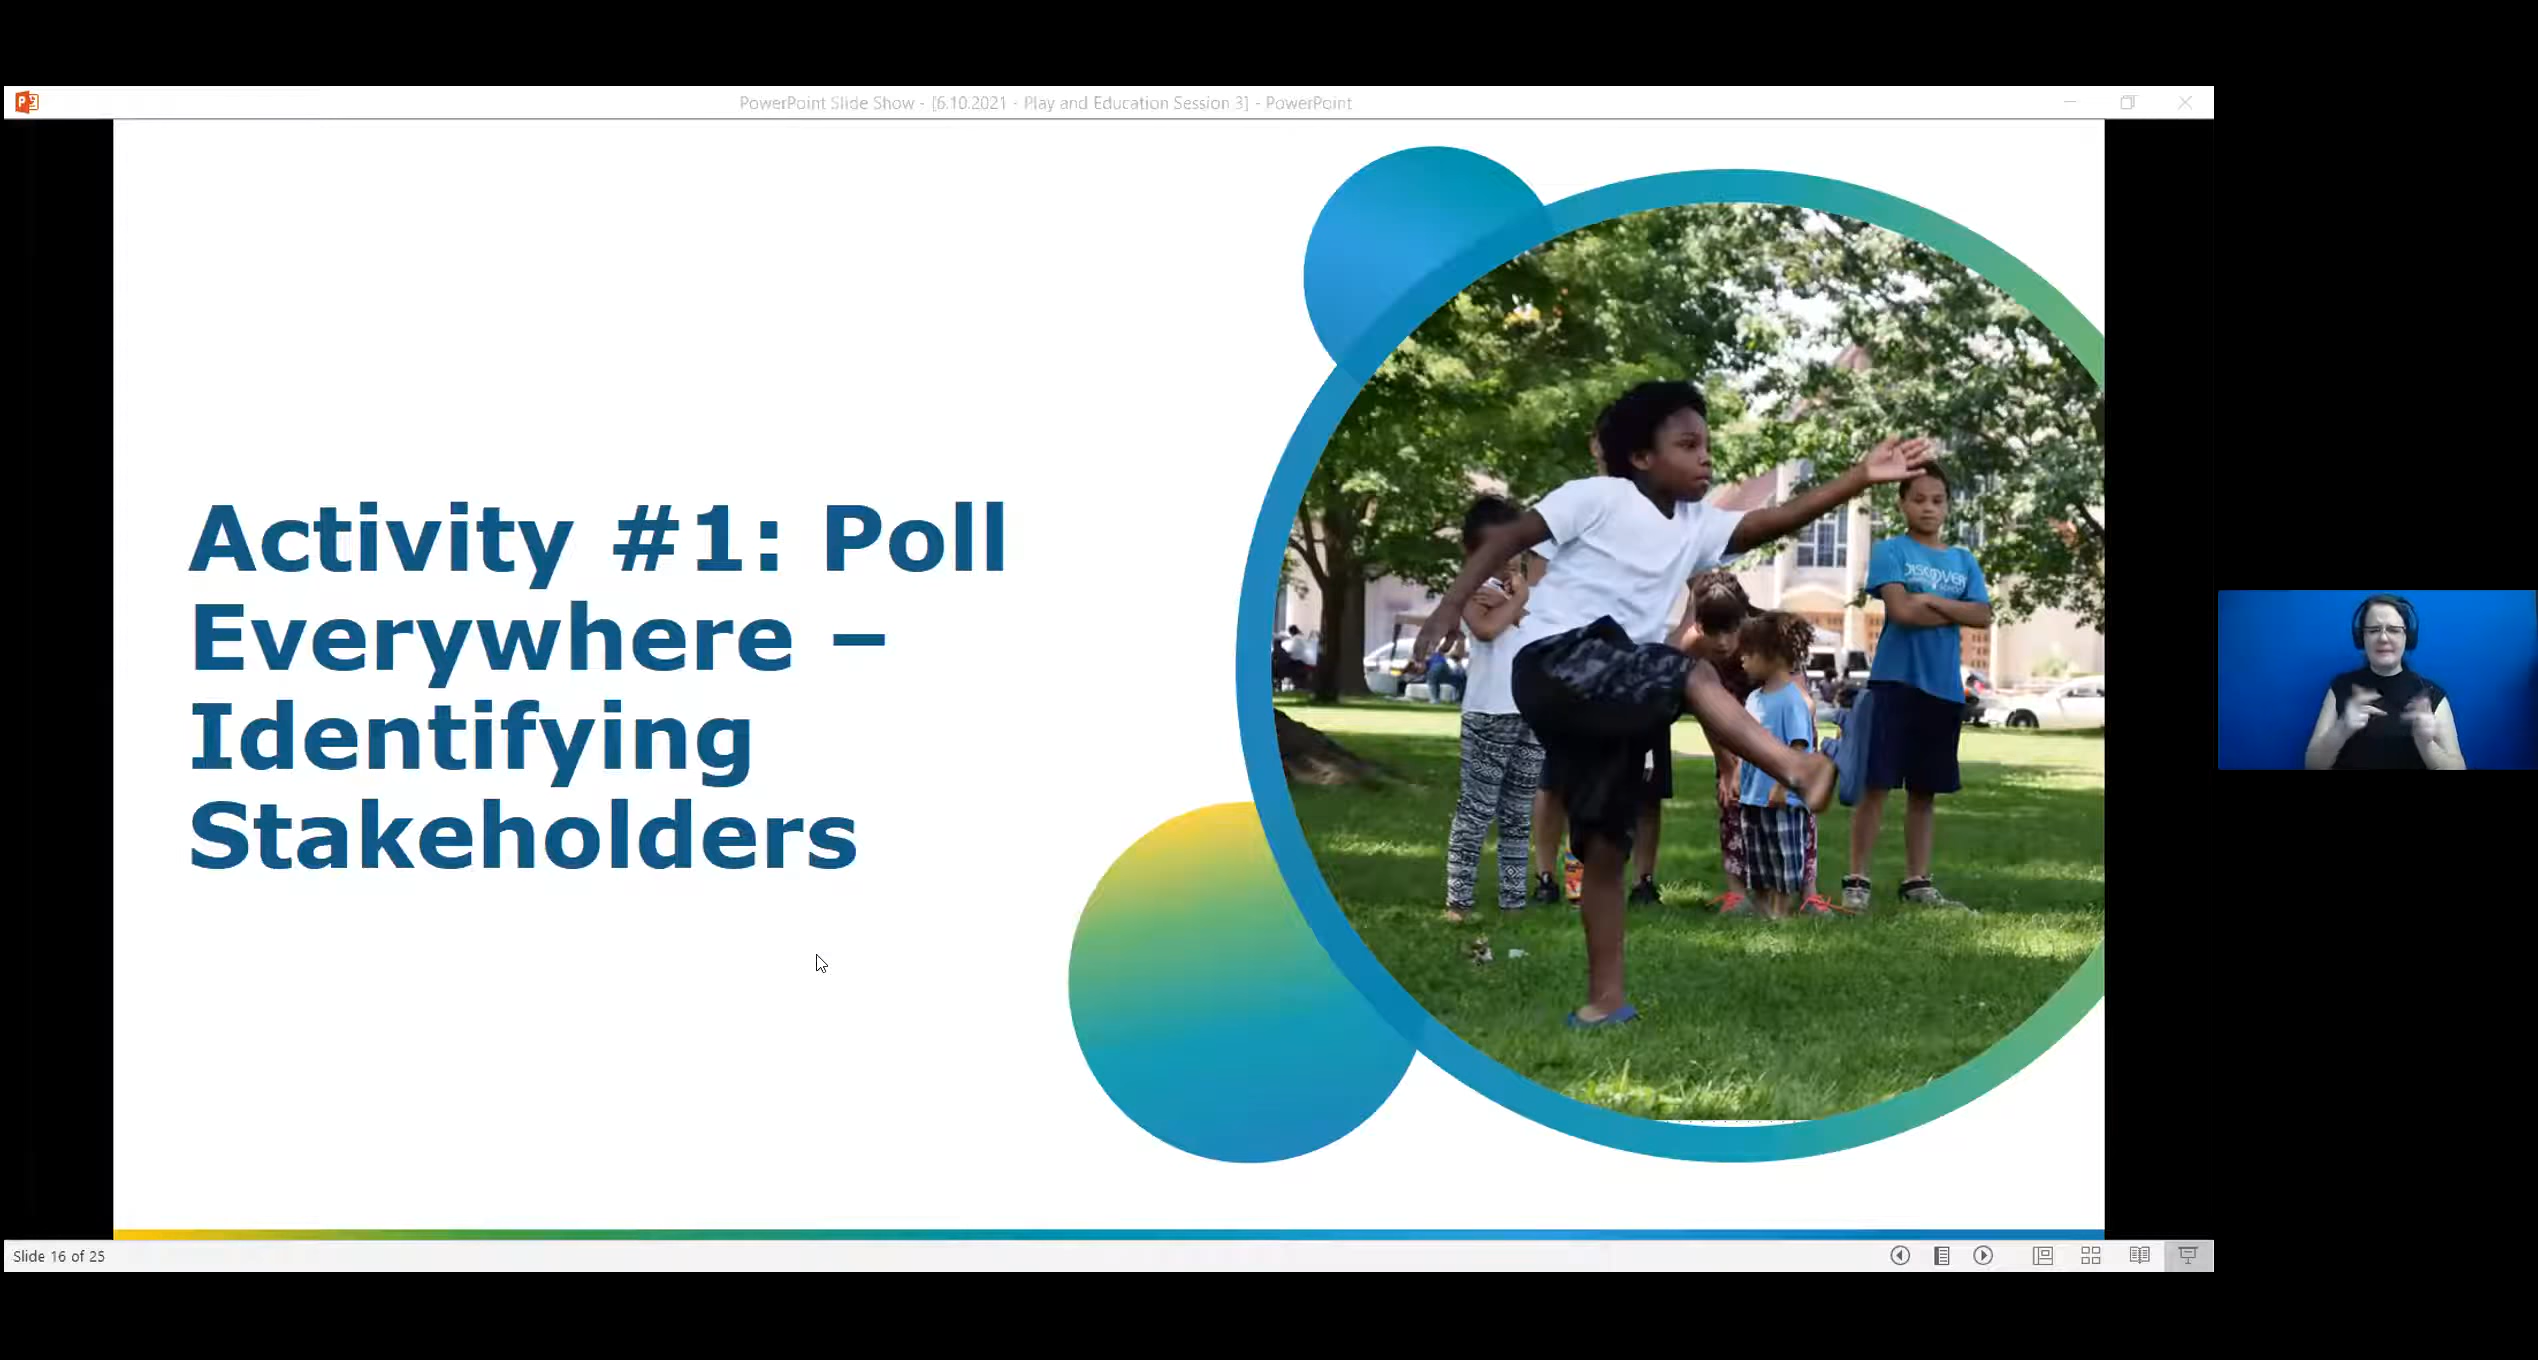 PowerPoint Slide Show - [6.10.2021 - Play and Education Session 3] - PowerPoint
Activity #1: Poll
Everywhere –
Identifying
Stakeholders
DISCOVER
Slide 16 of 25